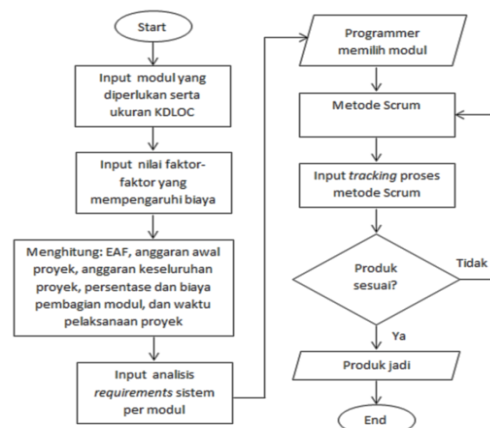 Start
Input modul yang
diperlukan serta
ukuran KDLOC
Input nilai faktor-
faktor yang
mempengaruhi biaya
Menghitung: EAF, anggaran awal
proyek, anggaran keseluruhan
proyek, persentase dan biaya
pembagian modul, dan waktu
pelaksanaan proyek
Input analisis
requirements sistem
per modul
Programmer
memilih modul
Metode Scrum
Input tracking proses
metode Scrum
Produk
sesuai?
Tidak
Ya
Produk jadi
End